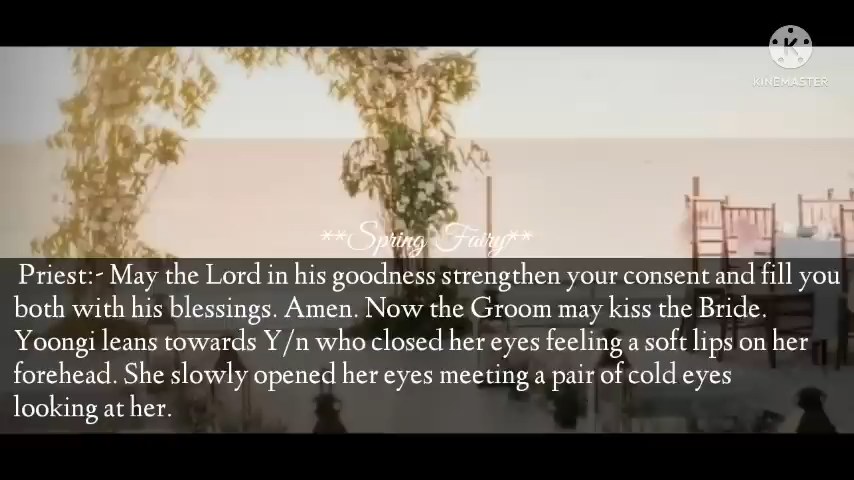 KINEMASTER
**Spring Fairy**
Priest:- May the Lord in his goodness strengthen your consent and fill you
both with his blessings. Amen. Now the Groom may kiss the Bride.
Yoongi leans towards Y/n who closed her eyes feeling a soft lips on her
forehead. She slowly opened her eyes meeting a pair of cold eyes
looking at her.